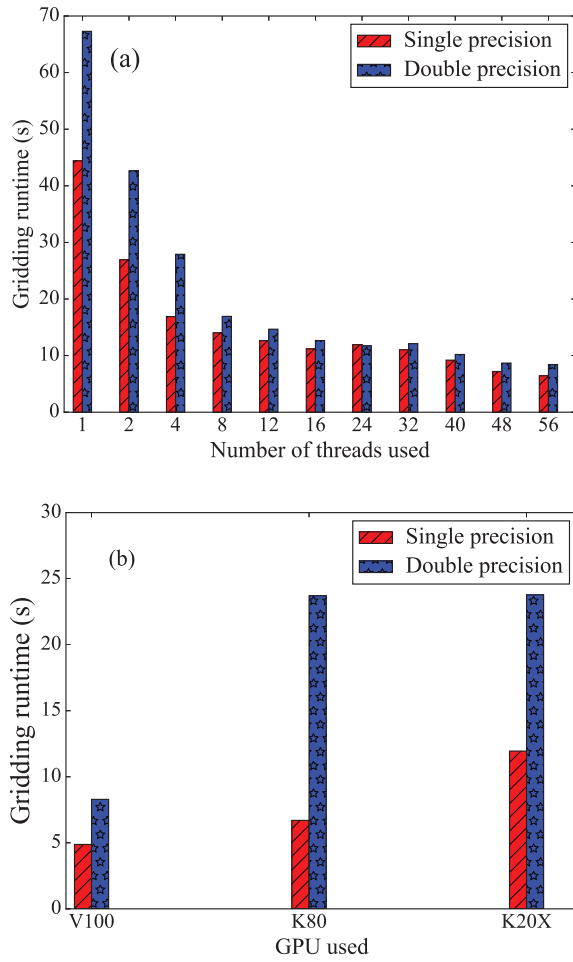 (a)
Single precision
Double precision
70
60
50
40
30
20
10
0
Gridding runtime (s)
1 2 4 8 12 16 24 32 40 48 56
Number of threads used
(b)
Single precision
Double precision
30
25
20
15
10
5
0
Gridding runtime (s)
V100 K80 K20X
GPU used